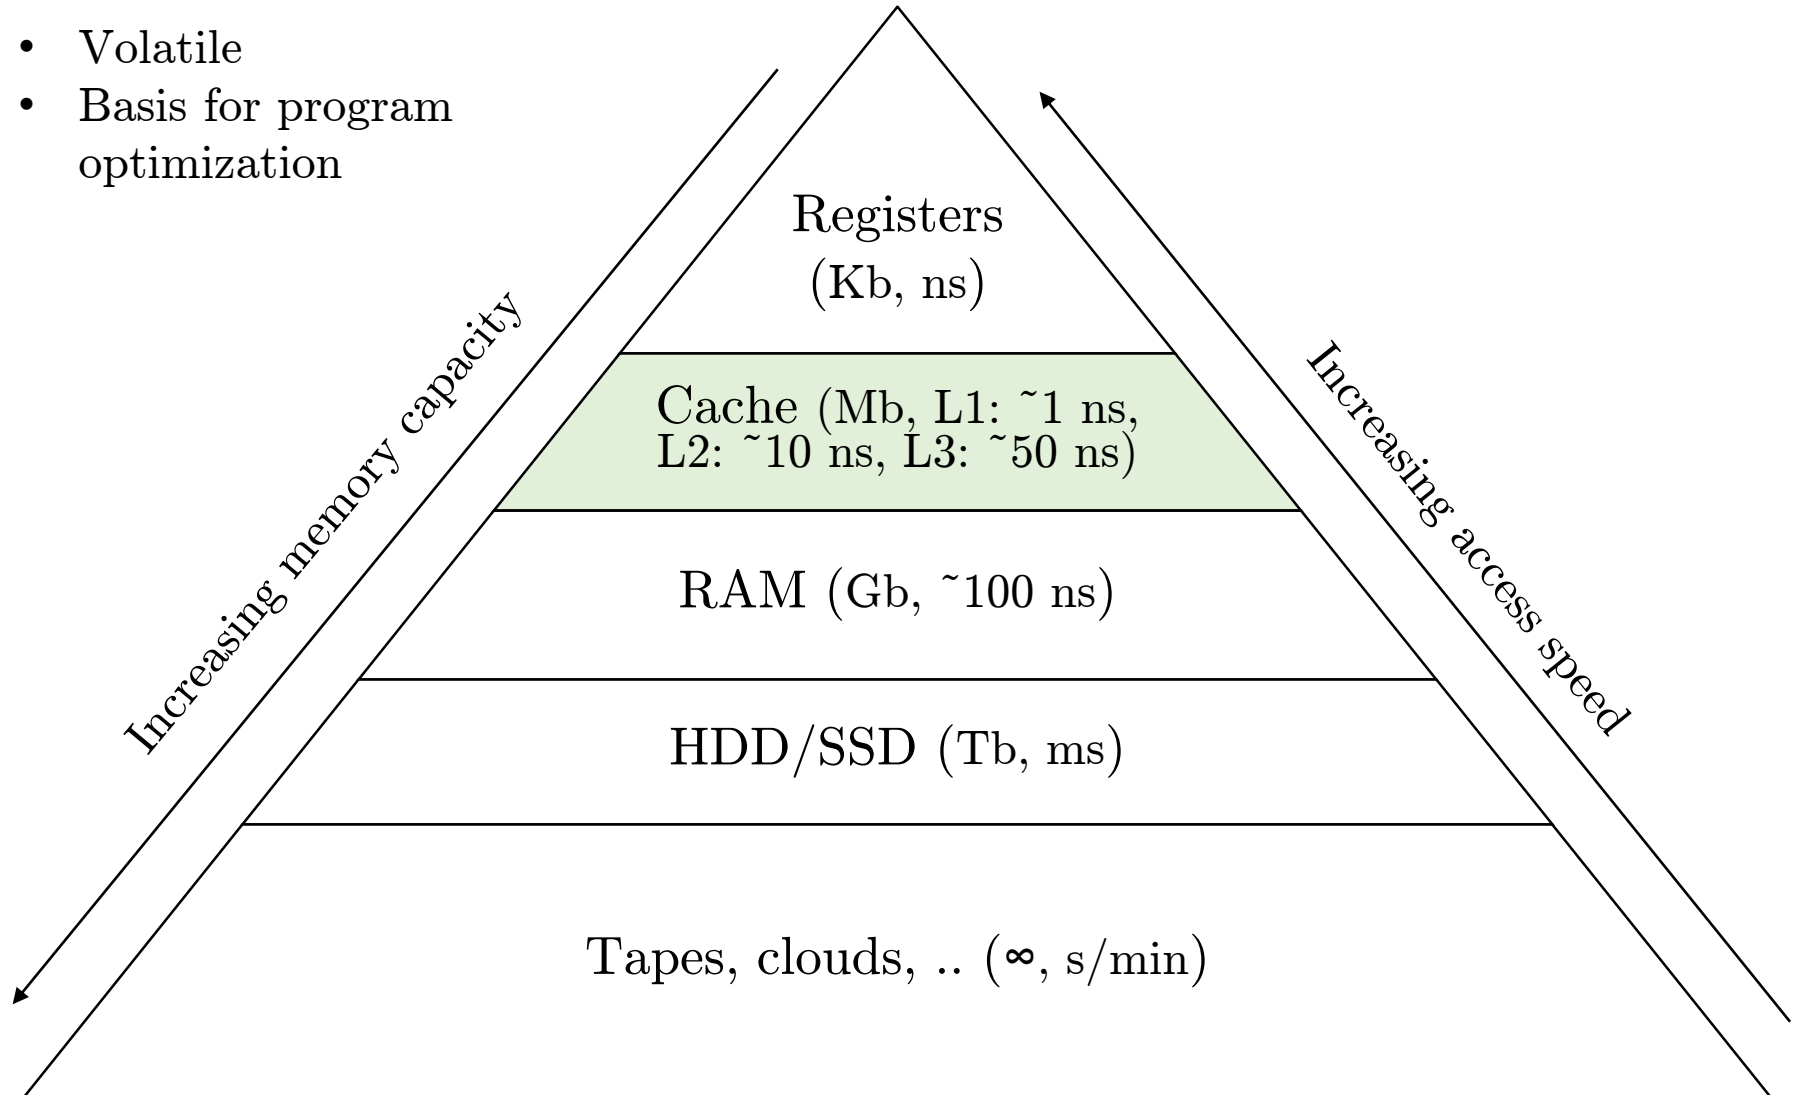 • Volatile
• Basis for program
optimization
Registers
(Kb, ns)
Cache (Mb, L1: ~1 ns,
L2: ~10 ns, L3: ~50 ns)
RAM (Gb, ~100 ns)
HDD/SSD (Tb, ms)
Tapes, clouds, .. (∞, s/min)
Increasing memory capacity
Increasing access speed